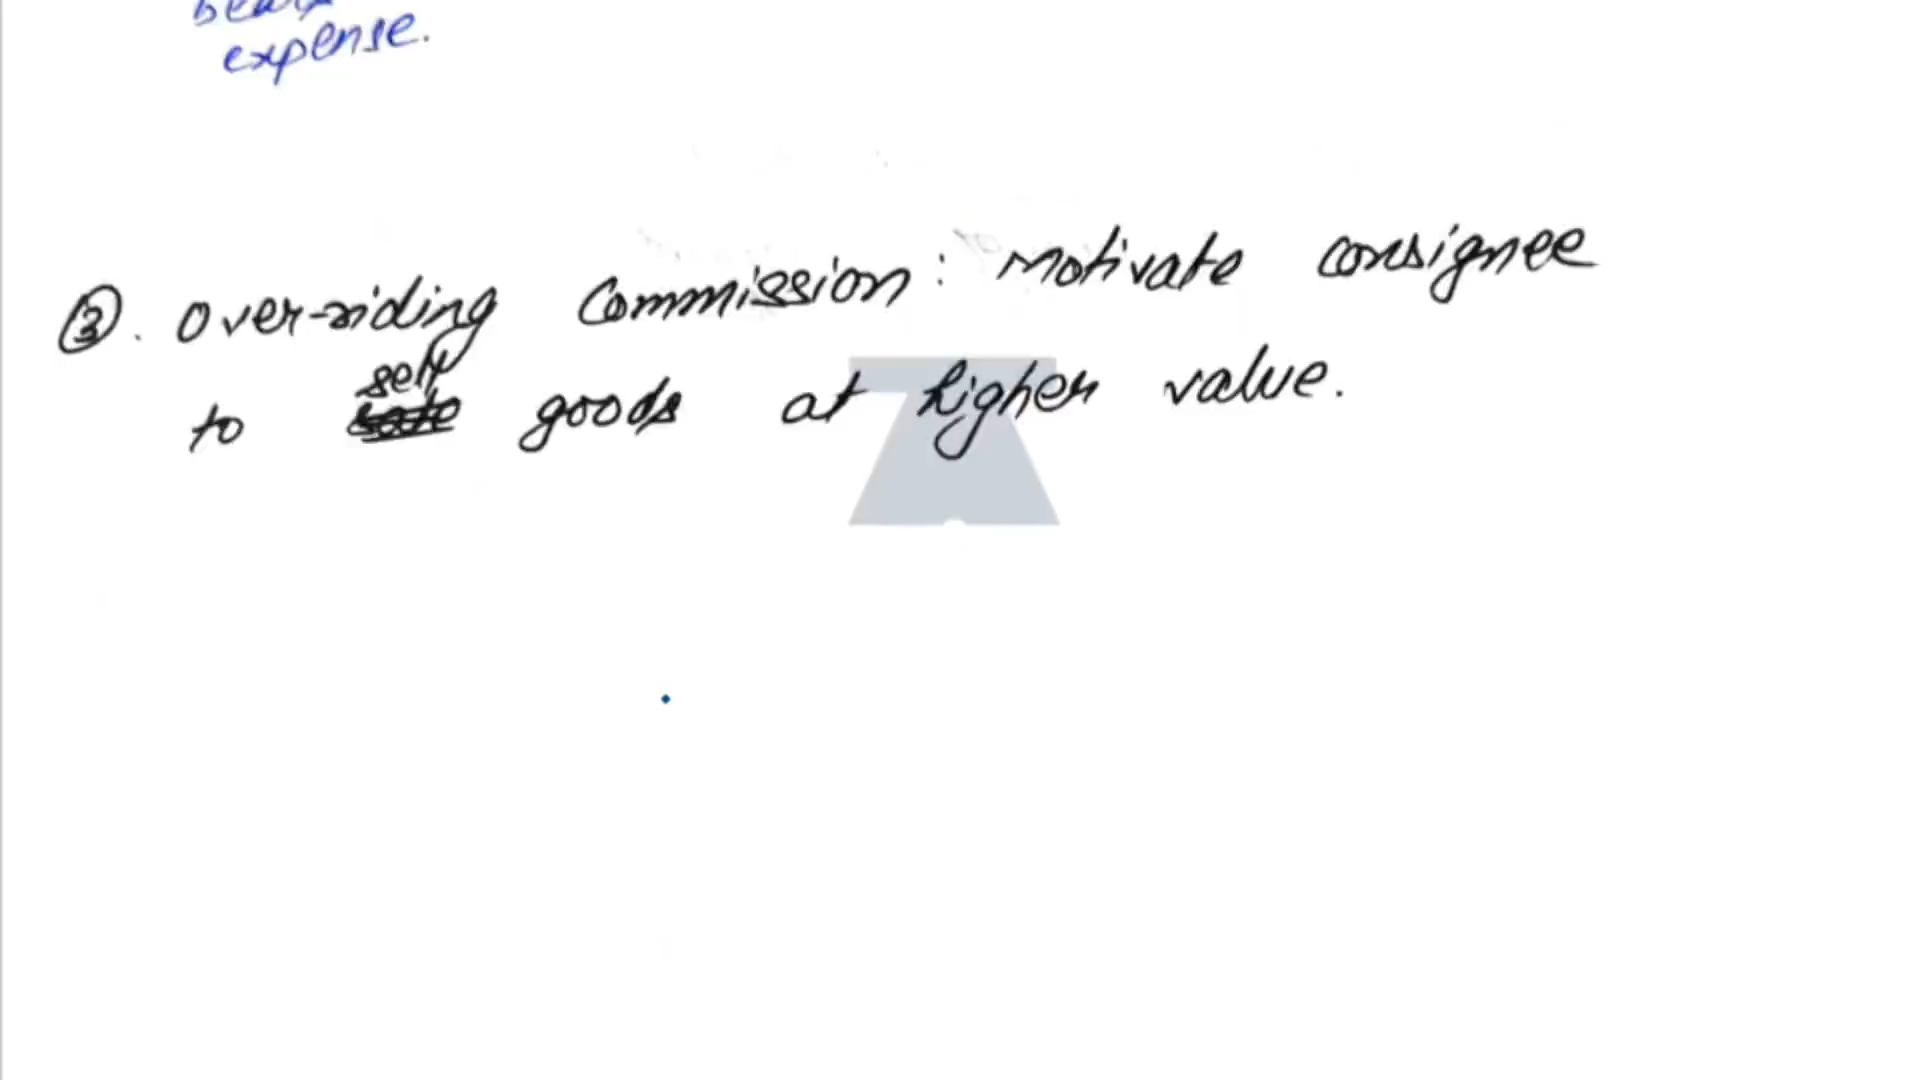 expense.
③. over-riding Commission: Motivate consignee
to sell goods at higher value.